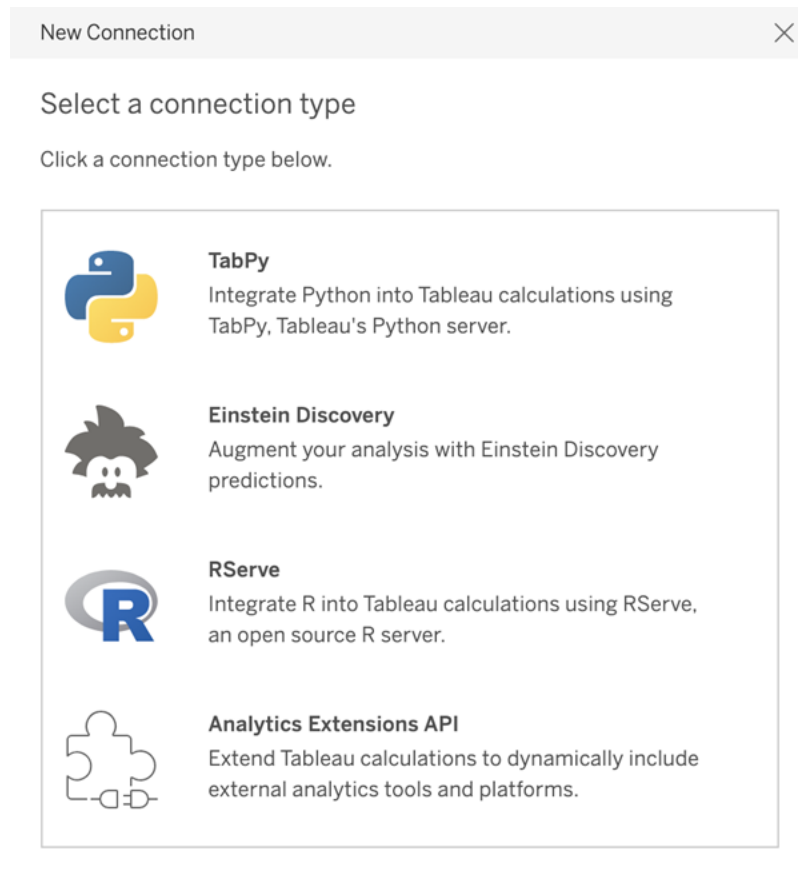 New Connection
Select a connection type
Click a connection type below.
TabPy
Integrate Python into Tableau calculations using
TabPy, Tableau's Python server.
Einstein Discovery
Augment your analysis with Einstein Discovery
predictions.
RServe
Integrate R into Tableau calculations using RServe,
an open source R server.
Analytics Extensions API
Extend Tableau calculations to dynamically include
external analytics tools and platforms.